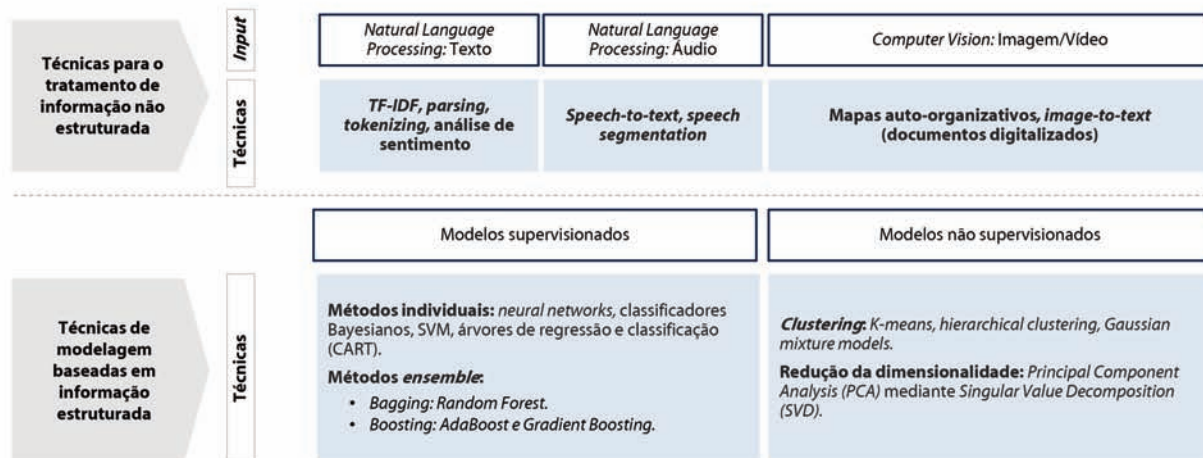 Técnicas para o
tratamento de
informação não
estruturada
Input
Natural Language
Processing: Texto
Natural Language
Processing: Áudio
Computer Vision: Imagem/Vídeo
Técnicas
TF-IDF, parsing,
tokenizing, análise de
sentimento
Speech-to-text, speech
segmentation
Mapas auto-organizativos, image-to-text
(documentos digitalizados)
Modelos supervisionados
Modelos não supervisionados
Técnicas de
modelagem
baseadas em
informação
estruturada
Técnicas
Métodos individuais: neural networks, classificadores
Bayesianos, SVM, árvores de regressão e classificação
(CART).
Métodos ensemble:
• Bagging: Random Forest.
• Boosting: AdaBoost e Gradient Boosting.
Clustering: K-means, hierarchical clustering, Gaussian
mixture models.
Redução da dimensionalidade: Principal Component
Analysis (PCA) mediante Singular Value Decomposition
(SVD).